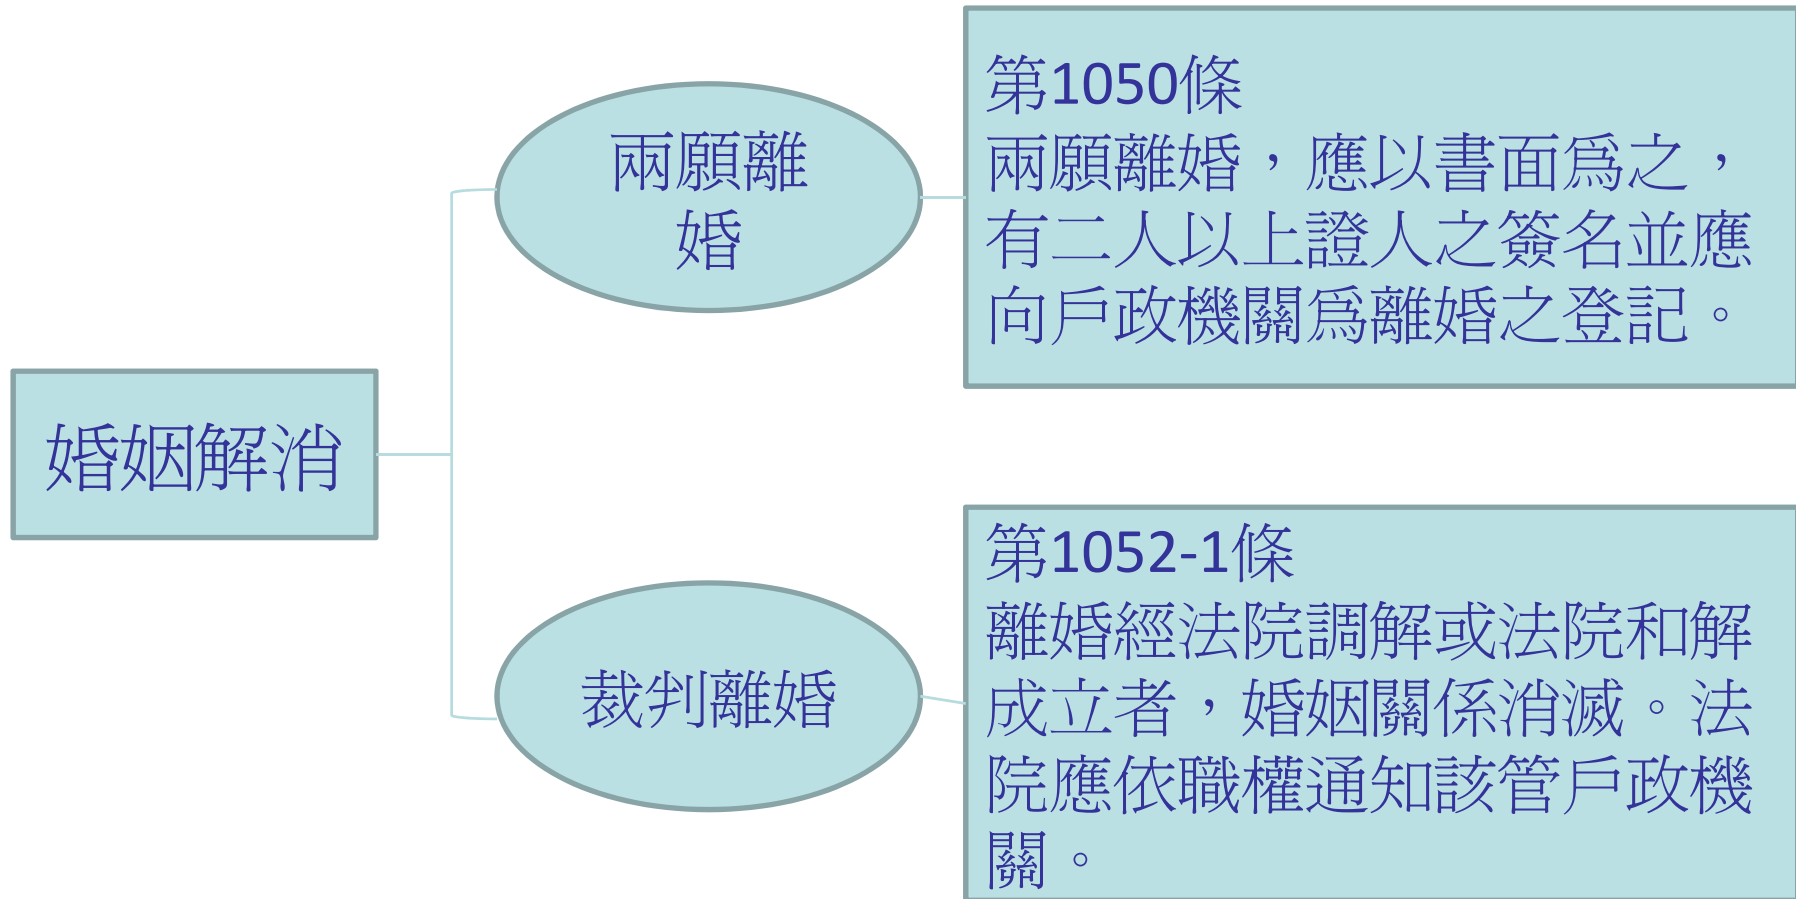 婚姻解消
兩願離
婚
第1050條
兩願離婚，應以書面為之，
有二人以上證人之簽名並應
向戶政機關為離婚之登記。
裁判離婚
第1052-1條
離婚經法院調解或法院和解
成立者，婚姻關係消滅。法
院應依職權通知該管戶政機
關。